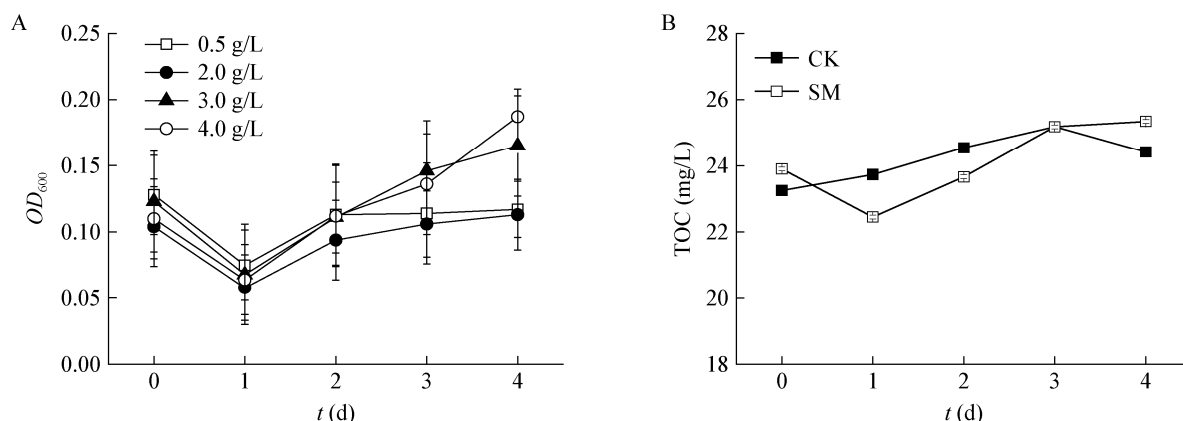 A
0.25
0.20
0.15
0.10
0.05
0.00
OD600
0.5 g/L
2.0 g/L
3.0 g/L
4.0 g/L
0 1 2 3 4
t (d)
B
28
26
24
22
20
18
TOC (mg/L)
CK
SM
0 1 2 3 4
t (d)